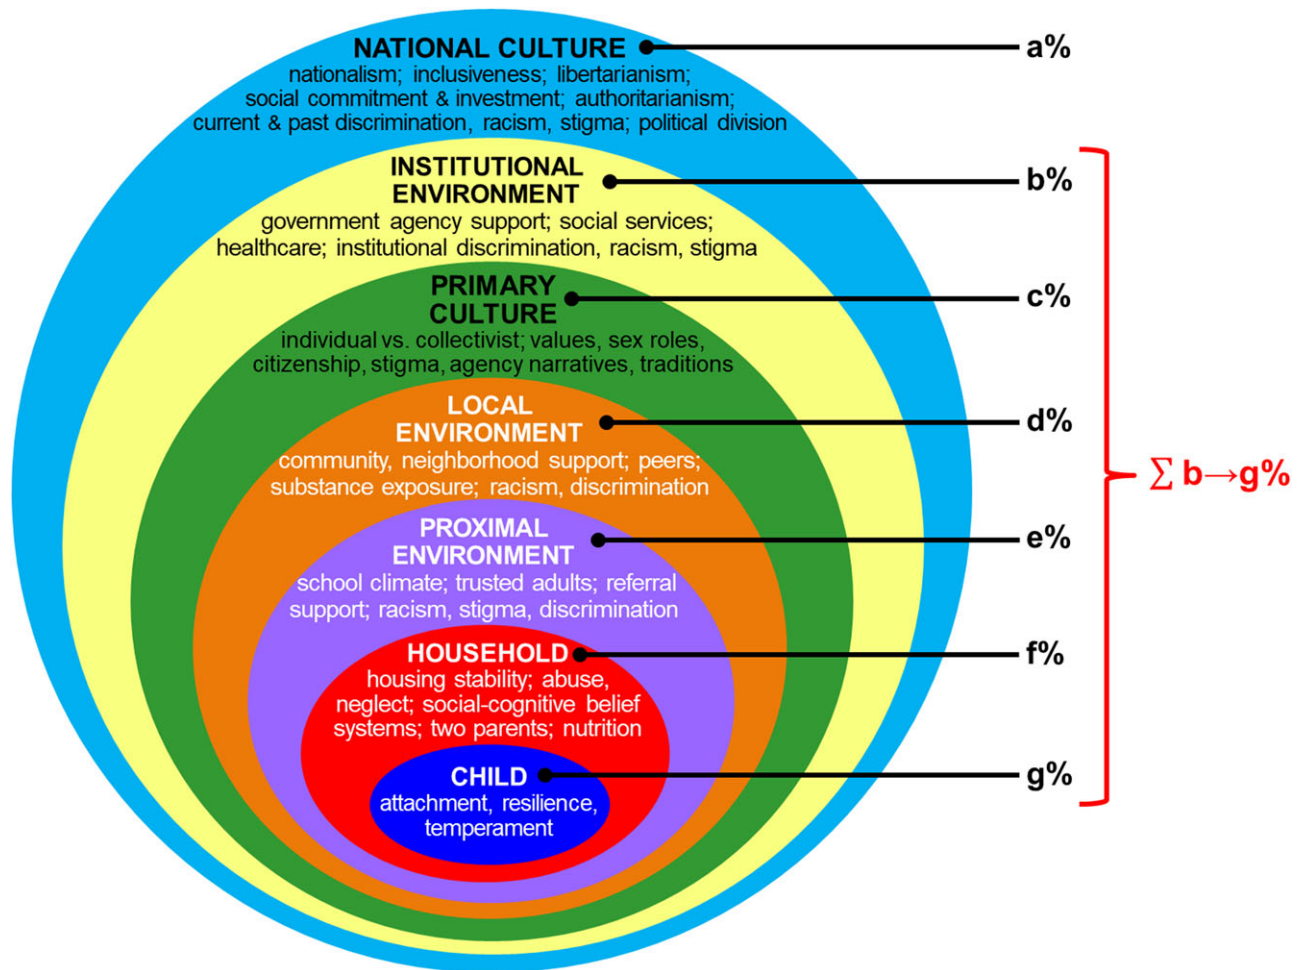 NATIONAL CULTURE
a%
nationalism; inclusiveness; libertarianism;
social commitment & investment; authoritarianism;
current & past discrimination, racism, stigma; political division
INSTITUTIONAL
ENVIRONMENT
b%
government agency support; social services;
healthcare; institutional discrimination, racism, stigma
PRIMARY
CULTURE
c%
individual vs. collectivist; values, sex roles,
citizenship, stigma, agency narratives, traditions
LOCAL
ENVIRONMENT
d%
community, neighborhood support; peers;
substance exposure; racism, discrimination
∑ b→g%
PROXIMAL
ENVIRONMENT
e%
school climate; trusted adults; referral
support; racism, stigma, discrimination
HOUSEHOLD
f%
housing stability; abuse,
neglect; social-cognitive belief
systems; two parents; nutrition
CHILD
g%
attachment, resilience,
temperament